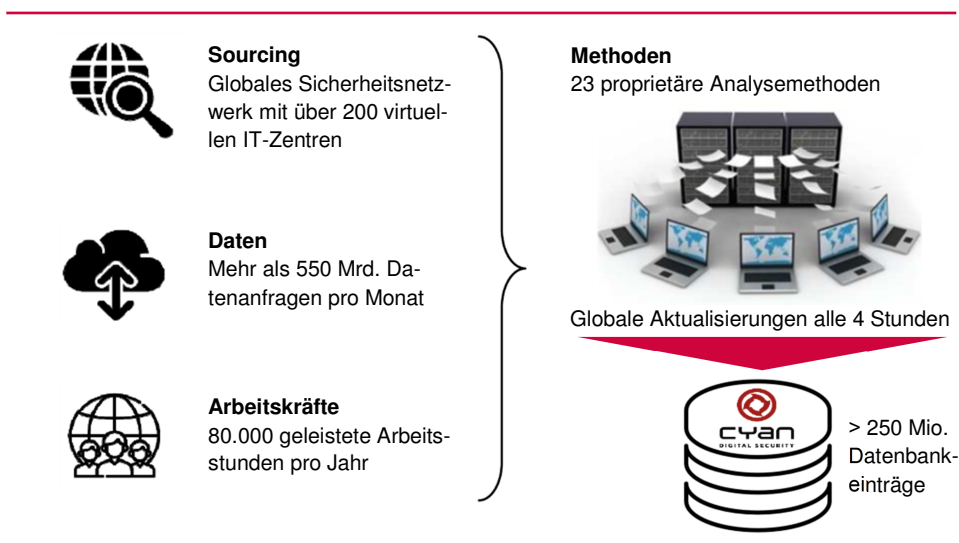 Sourcing
Globales Sicherheitsnetz-
werk mit über 200 virtuel-
len IT-Zentren
Daten
Mehr als 550 Mrd. Da-
tenanfragen pro Monat
Arbeitskräfte
80.000 geleistete Arbeits-
stunden pro Jahr
Methoden
23 proprietäre Analysemethoden
Globale Aktualisierungen alle 4 Stunden
cyan
DIGITAL SECURITY
> 250 Mio.
Datenbank-
einträge